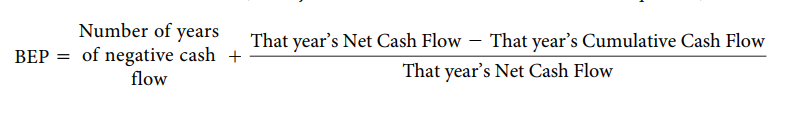 BEP = Number of years of negative cash flow + That year's Net Cash Flow − That year's Cumulative Cash Flow
That year's Net Cash Flow